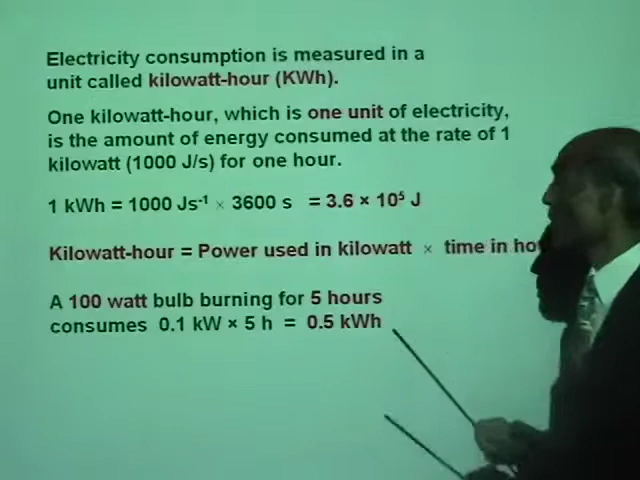 Electricity consumption is measured in a
unit called kilowatt-hour (KWh).
One kilowatt-hour, which is one unit of electricity,
is the amount of energy consumed at the rate of 1
kilowatt (1000 J/s) for one hour.
1 kWh = 1000 Js⁻¹ × 3600 s = 3.6 × 10⁵ J
Kilowatt-hour = Power used in kilowatt × time in
A 100 watt bulb burning for 5 hours
consumes 0.1 kW × 5 h = 0.5 kWh